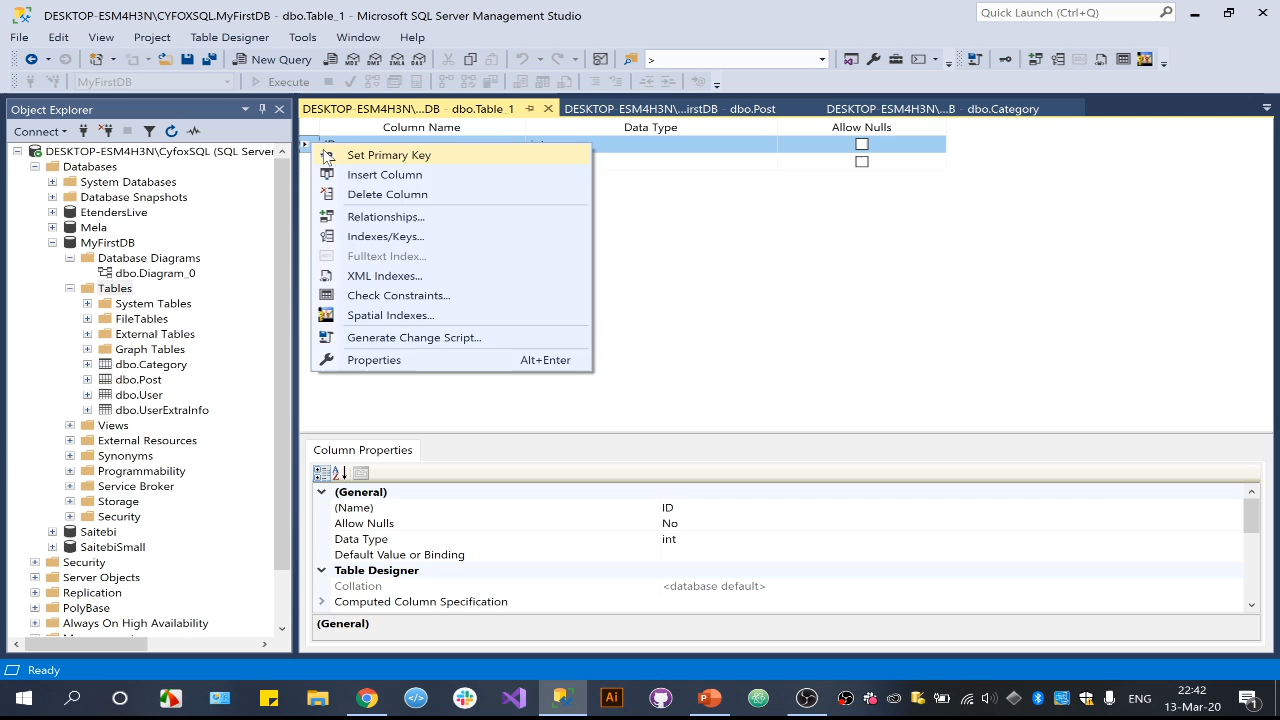 DESKTOP-ESM4H3N\CYFOXSQL.MyFirstDB - dbo.Table_1 - Microsoft SQL Server Management Studio
Quick Launch (Ctrl+Q)
File Edit View Project Table Designer Tools Window Help
New Query
>
MyFirstDB
Execute
Object Explorer
DESKTOP-ESM4H3N\...DB - dbo.Table_1
DESKTOP-ESM4H3N\...irstDB - dbo.Post
DESKTOP-ESM4H3N\...B - dbo.Category
Connect
Column Name Data Type Allow Nulls
DESKTOP-ESM4H3N\CyfoxSQL (SQL Server
Databases
System Databases
Database Snapshots
EtendersLive
Mela
MyFirstDB
Database Diagrams
dbo.Diagram_0
Tables
System Tables
FileTables
External Tables
Graph Tables
dbo.Category
dbo.Post
dbo.User
dbo.UserExtraInfo
Views
External Resources
Synonyms
Programmability
Service Broker
Storage
Security
Saitebi
SaitebiSmall
Security
Server Objects
Replication
PolyBase
Always On High Availability
Set Primary Key
Insert Column
Delete Column
Relationships...
Indexes/Keys...
Fulltext Index...
XML Indexes...
Check Constraints...
Spatial Indexes...
Generate Change Script...
Properties Alt+Enter
Column Properties
(General)
(Name) ID
Allow Nulls No
Data Type int
Default Value or Binding
Table Designer
Collation <database default>
Computed Column Specification
(General)
Ready
Ai
ENG
22:42
13-Mar-20
1